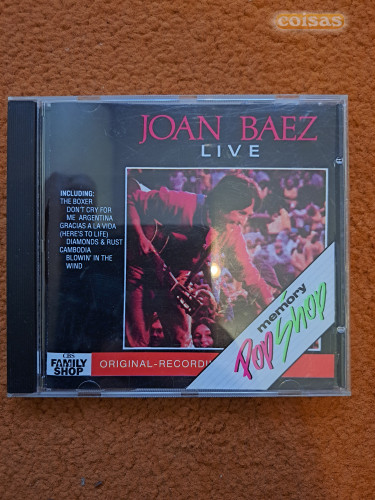 coisas
JOAN BAEZ
LIVE
INCLUDING:
THE BOXER
DON'T CRY FOR
ME ARGENTINA
GRACIAS A LA VIDA
(HERE'S TO LIFE)
DIAMONDS & RUST
CAMBODIA
BLOWIN' IN THE
WIND
memory
Pop Shop
CBS
FAMILY
SHOP
ORIGINAL-RECORDI